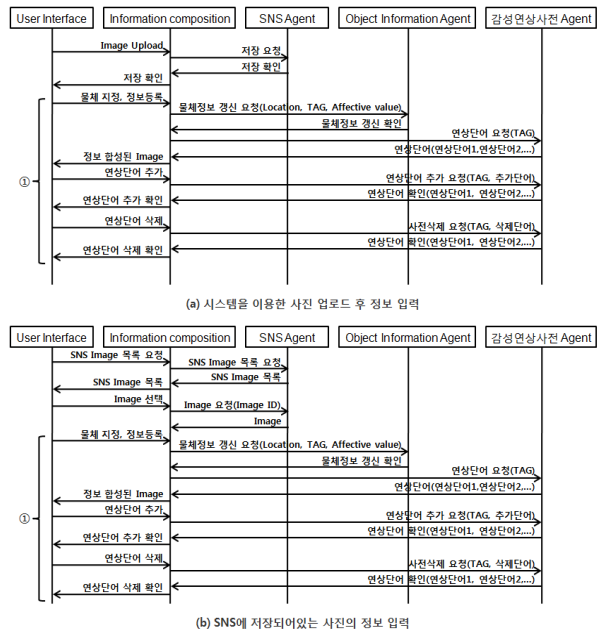 User Interface Information composition SNS Agent Object Information Agent 감성연상사전 Agent
Image Upload
저장 요청
저장 확인
저장 확인
물체 지정, 정보등록
물체정보 갱신 요청(Location, TAG, Affective value)
물체정보 갱신 확인
연상단어 요청(TAG)
연상단어(연상단어1,연상단어2,...)
정보 합성된 Image
연상단어 추가
①
연상단어 추가 요청(TAG, 추가단어)
연상단어 확인(연상단어1, 연상단어2,...)
연상단어 추가 확인
연상단어 삭제
사전삭제 요청(TAG, 삭제단어)
연상단어 확인(연상단어1, 연상단어2,...)
연상단어 삭제 확인
(a) 시스템을 이용한 사진 업로드 후 정보 입력
User Interface Information composition SNS Agent Object Information Agent 감성연상사전 Agent
SNS Image 목록 요청
SNS Image 목록 요청
SNS Image 목록
SNS Image 목록
Image 선택
Image 요청(Image ID)
Image
물체 지정, 정보등록
물체정보 갱신 요청(Location, TAG, Affective value)
물체정보 갱신 확인
연상단어 요청(TAG)
연상단어(연상단어1,연상단어2,...)
정보 합성된 Image
연상단어 추가
①
연상단어 추가 요청(TAG, 추가단어)
연상단어 확인(연상단어1, 연상단어2,...)
연상단어 추가 확인
연상단어 삭제
사전삭제 요청(TAG, 삭제단어)
연상단어 확인(연상단어1, 연상단어2,...)
연상단어 삭제 확인
(b) SNS에 저장되어있는 사진의 정보 입력